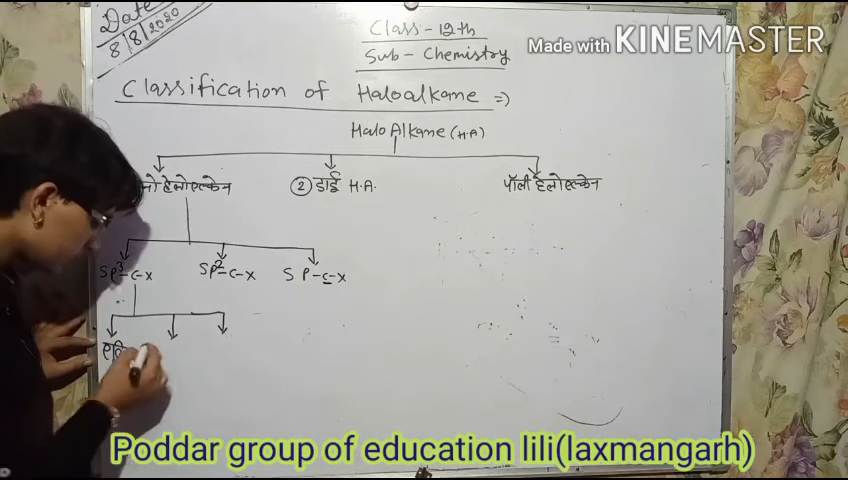 Date
8/8/2020
Class-12th
Sub-Chemistry
Made with KINEMASTER
Classification of Haloalkane =>
Halo Alkane (H.A)
नो हेलोएल्केन
② डाई H.A.
पॉली हेलोएल्केन
SP³-C-X
SP²-C-X
SP-C-X
Poddar group of education lili(laxmangarh)